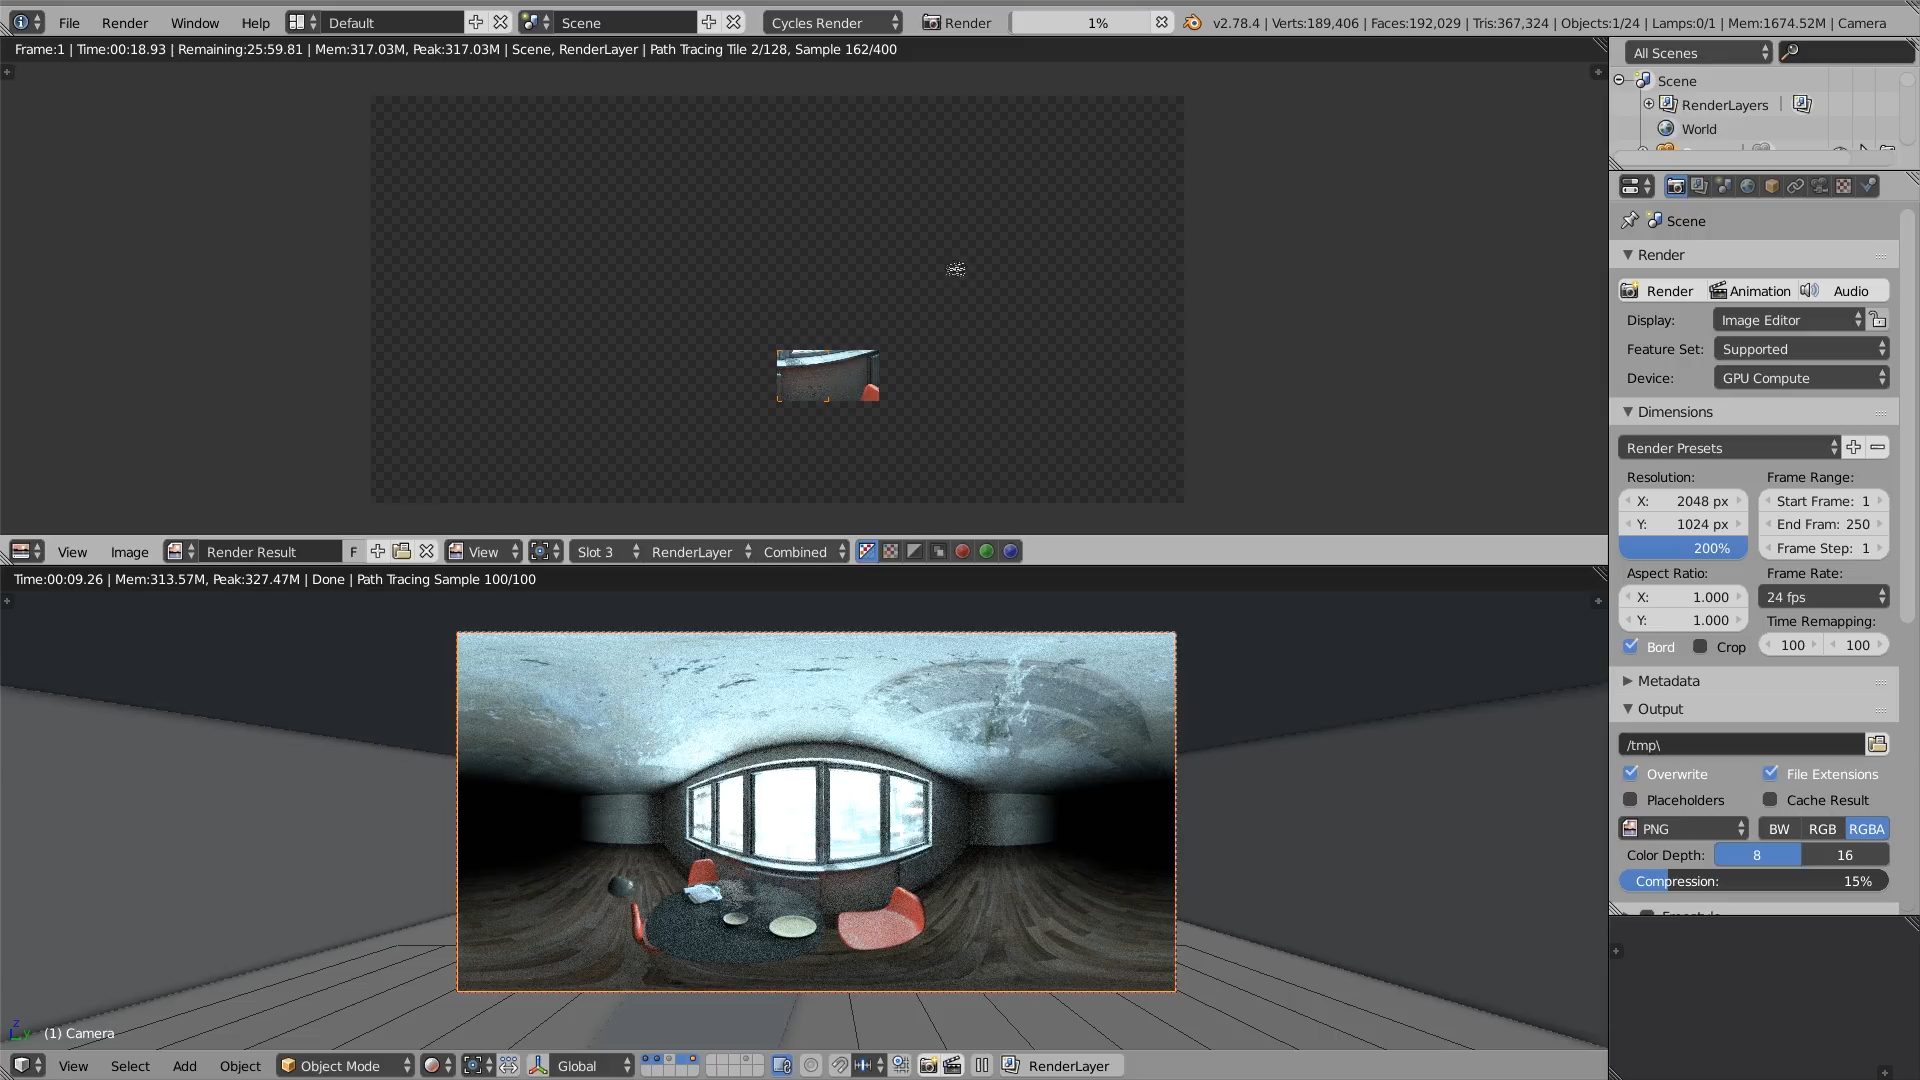 File Render Window Help Default Scene Cycles Render Render 1% v2.78.4 | Verts:189,406 | Faces:192,029 | Tris:367,324 | Objects:1/24 | Lamps:0/1 | Mem:1674.52M | Camera
Frame:1 | Time:00:18.93 | Remaining:25:59.81 | Mem:317.03M, Peak:317.03M | Scene, RenderLayer | Path Tracing Tile 2/128, Sample 162/400
All Scenes
Scene
RenderLayers
World
Scene
Render
Render Animation Audio
Display: Image Editor
Feature Set: Supported
Device: GPU Compute
Dimensions
Render Presets
Resolution: Frame Range:
X: 2048 px Start Frame: 1
Y: 1024 px End Fram: 250
200% Frame Step: 1
Aspect Ratio: Frame Rate:
X: 1.000 24 fps
Y: 1.000 Time Remapping:
Bord Crop 100 100
Metadata
Output
/tmp\
Overwrite File Extensions
Placeholders Cache Result
PNG BW RGB RGBA
Color Depth: 8 16
Compression: 15%
View Image Render Result F View Slot 3 RenderLayer Combined
Time:00:09.26 | Mem:313.57M, Peak:327.47M | Done | Path Tracing Sample 100/100
(1) Camera
View Select Add Object Object Mode Global RenderLayer